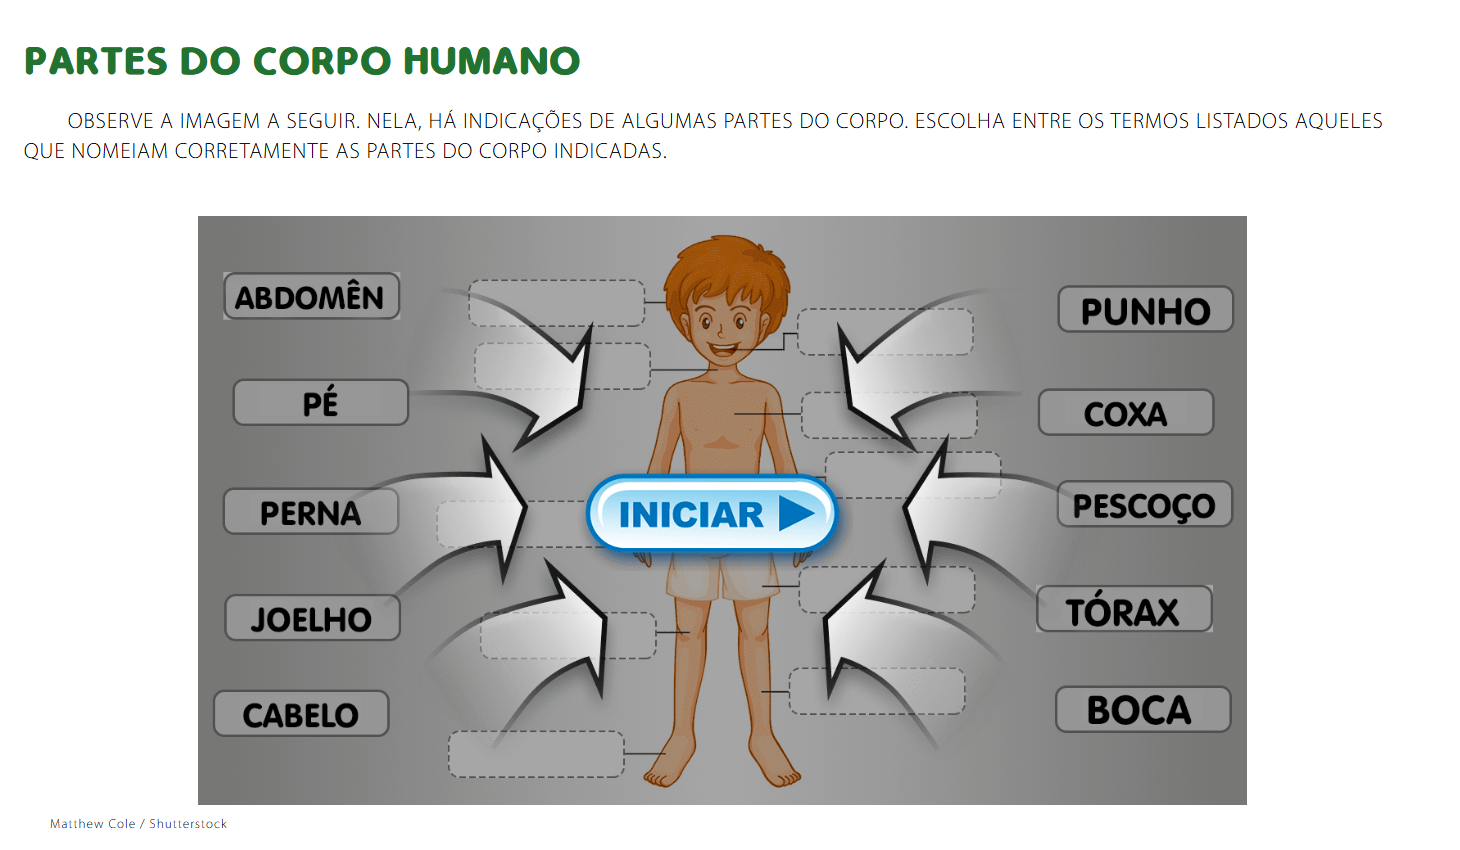 PARTES DO CORPO HUMANO
OBSERVE A IMAGEM A SEGUIR. NELA, HÁ INDICAÇÕES DE ALGUMAS PARTES DO CORPO. ESCOLHA ENTRE OS TERMOS LISTADOS AQUELES
QUE NOMEIAM CORRETAMENTE AS PARTES DO CORPO INDICADAS.
ABDOMÊN
PÉ
PERNA
JOELHO
CABELO
INICIAR
PUNHO
COXA
PESCOÇO
TÓRAX
BOCA
Matthew Cole / Shutterstock